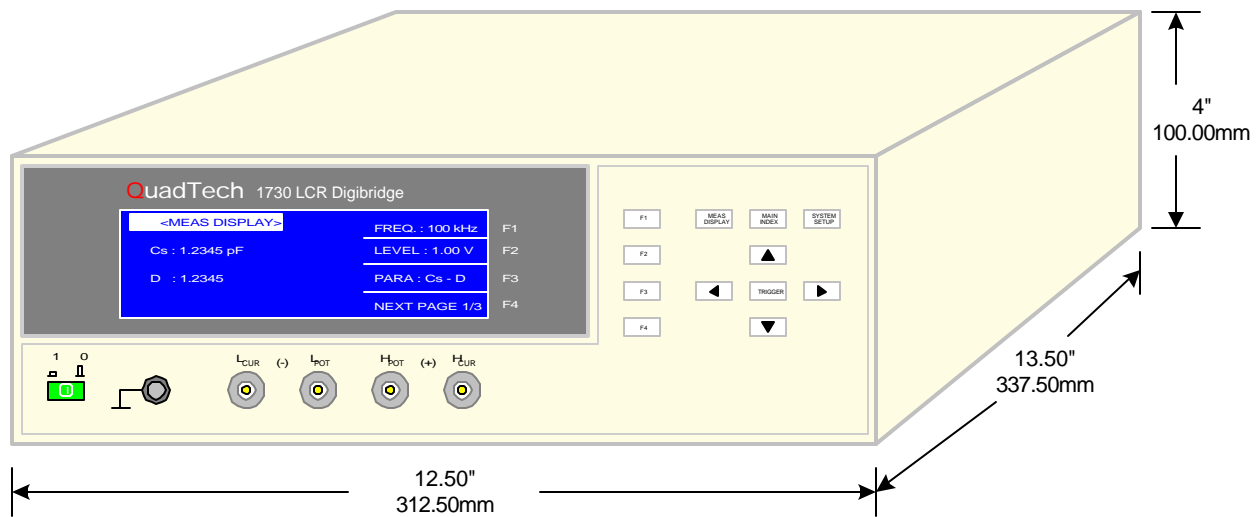 4"
100.00mm
QuadTech 1730 LCR Digibridge
<MEAS DISPLAY>
FREQ. : 100 kHz F1
Cs : 1.2345 pF
LEVEL : 1.00 V F2
D : 1.2345
PARA : Cs - D F3
NEXT PAGE 1/3 F4
F1
MEAS DISPLAY
MAIN INDEX
SYSTEM SETUP
F2
F3
TRIGGER
F4
1 0
LCUR (-) LPOT HPOT (+) HCUR
13.50"
337.50mm
12.50"
312.50mm